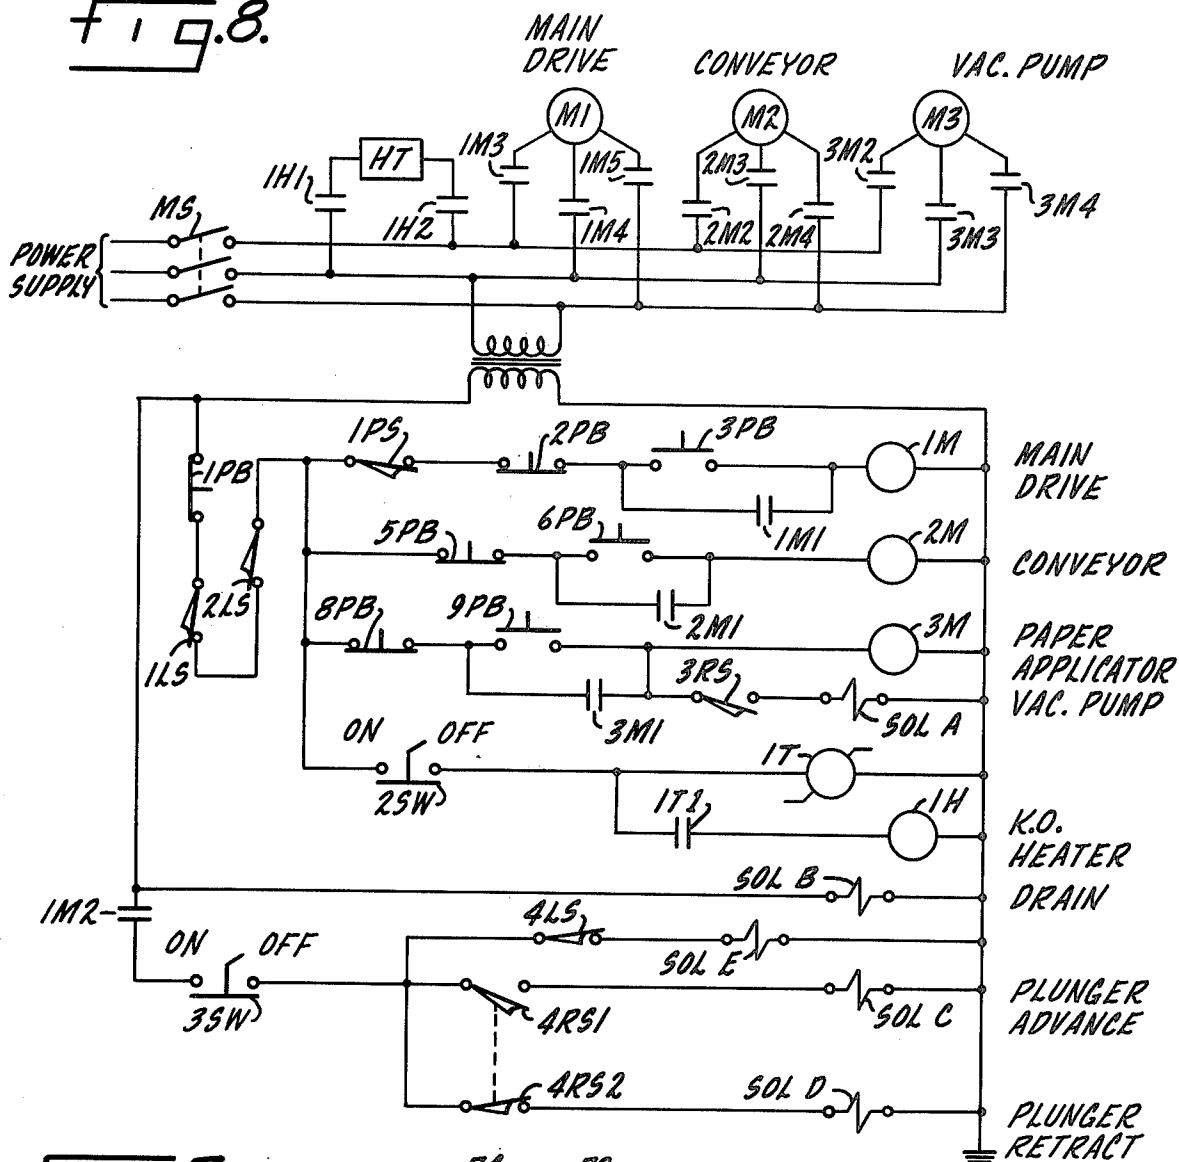 Fig.8.
MAIN
DRIVE
CONVEYOR
VAC. PUMP
M1
M2
M3
HT
1H1
1H2
1M3
1M4
1M5
2M3
2M2
2M4
3M2
3M3
3M4
MS
POWER
SUPPLY
1PS
2PB
3PB
1M
MAIN
DRIVE
1PB
1M1
5PB
6PB
2M
CONVEYOR
2LS
2M1
8PB
9PB
3M
PAPER
APPLICATOR
VAC. PUMP
1LS
3RS
3M1
SOL A
ON
OFF
2SW
1T
1T1
1H
K.O.
HEATER
SOL B
DRAIN
1M2
ON
OFF
3SW
4LS
SOL E
4RS1
SOL C
PLUNGER
ADVANCE
4RS2
SOL D
PLUNGER
RETRACT